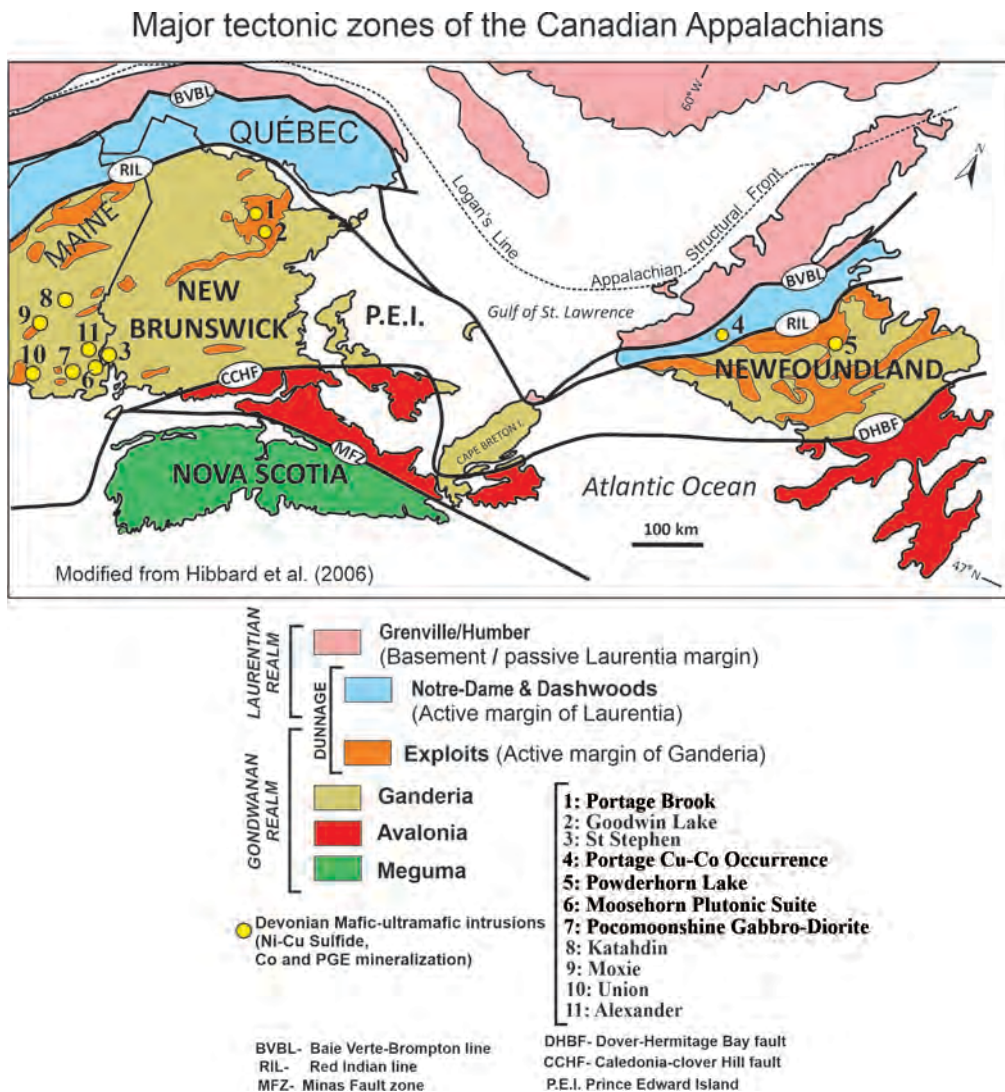 Major tectonic zones of the Canadian Appalachians
BVBL
QUÉBEC
RIL
MAINE
1
2
NEW
BRUNSWICK
8
9
10
7
11
6
3
P.E.I.
CCHF
MFZ
NOVA SCOTIA
CAPE BRETON I.
Logan's Line
Appalachian Structural Front
Gulf of St. Lawrence
60° W
N
BVBL
4
RIL
5
NEWFOUNDLAND
DHBF
Atlantic Ocean
100 km
47° N
Modified from Hibbard et al. (2006)
LAURENTIAN
REALM
Grenville/Humber
(Basement / passive Laurentia margin)
DUNNAGE
Notre-Dame & Dashwoods
(Active margin of Laurentia)
Exploits (Active margin of Ganderia)
GONDWANAN
REALM
Ganderia
Avalonia
Meguma
Devonian Mafic-ultramafic intrusions
(Ni-Cu Sulfide,
Co and PGE mineralization)
1: Portage Brook
2: Goodwin Lake
3: St Stephen
4: Portage Cu-Co Occurrence
5: Powderhorn Lake
6: Moosehorn Plutonic Suite
7: Pocomoonshine Gabbro-Diorite
8: Katahdin
9: Moxie
10: Union
11: Alexander
BVBL- Baie Verte-Brompton line
RIL- Red Indian line
MFZ- Minas Fault zone
DHBF- Dover-Hermitage Bay fault
CCHF- Caledonia-clover Hill fault
P.E.I. Prince Edward Island